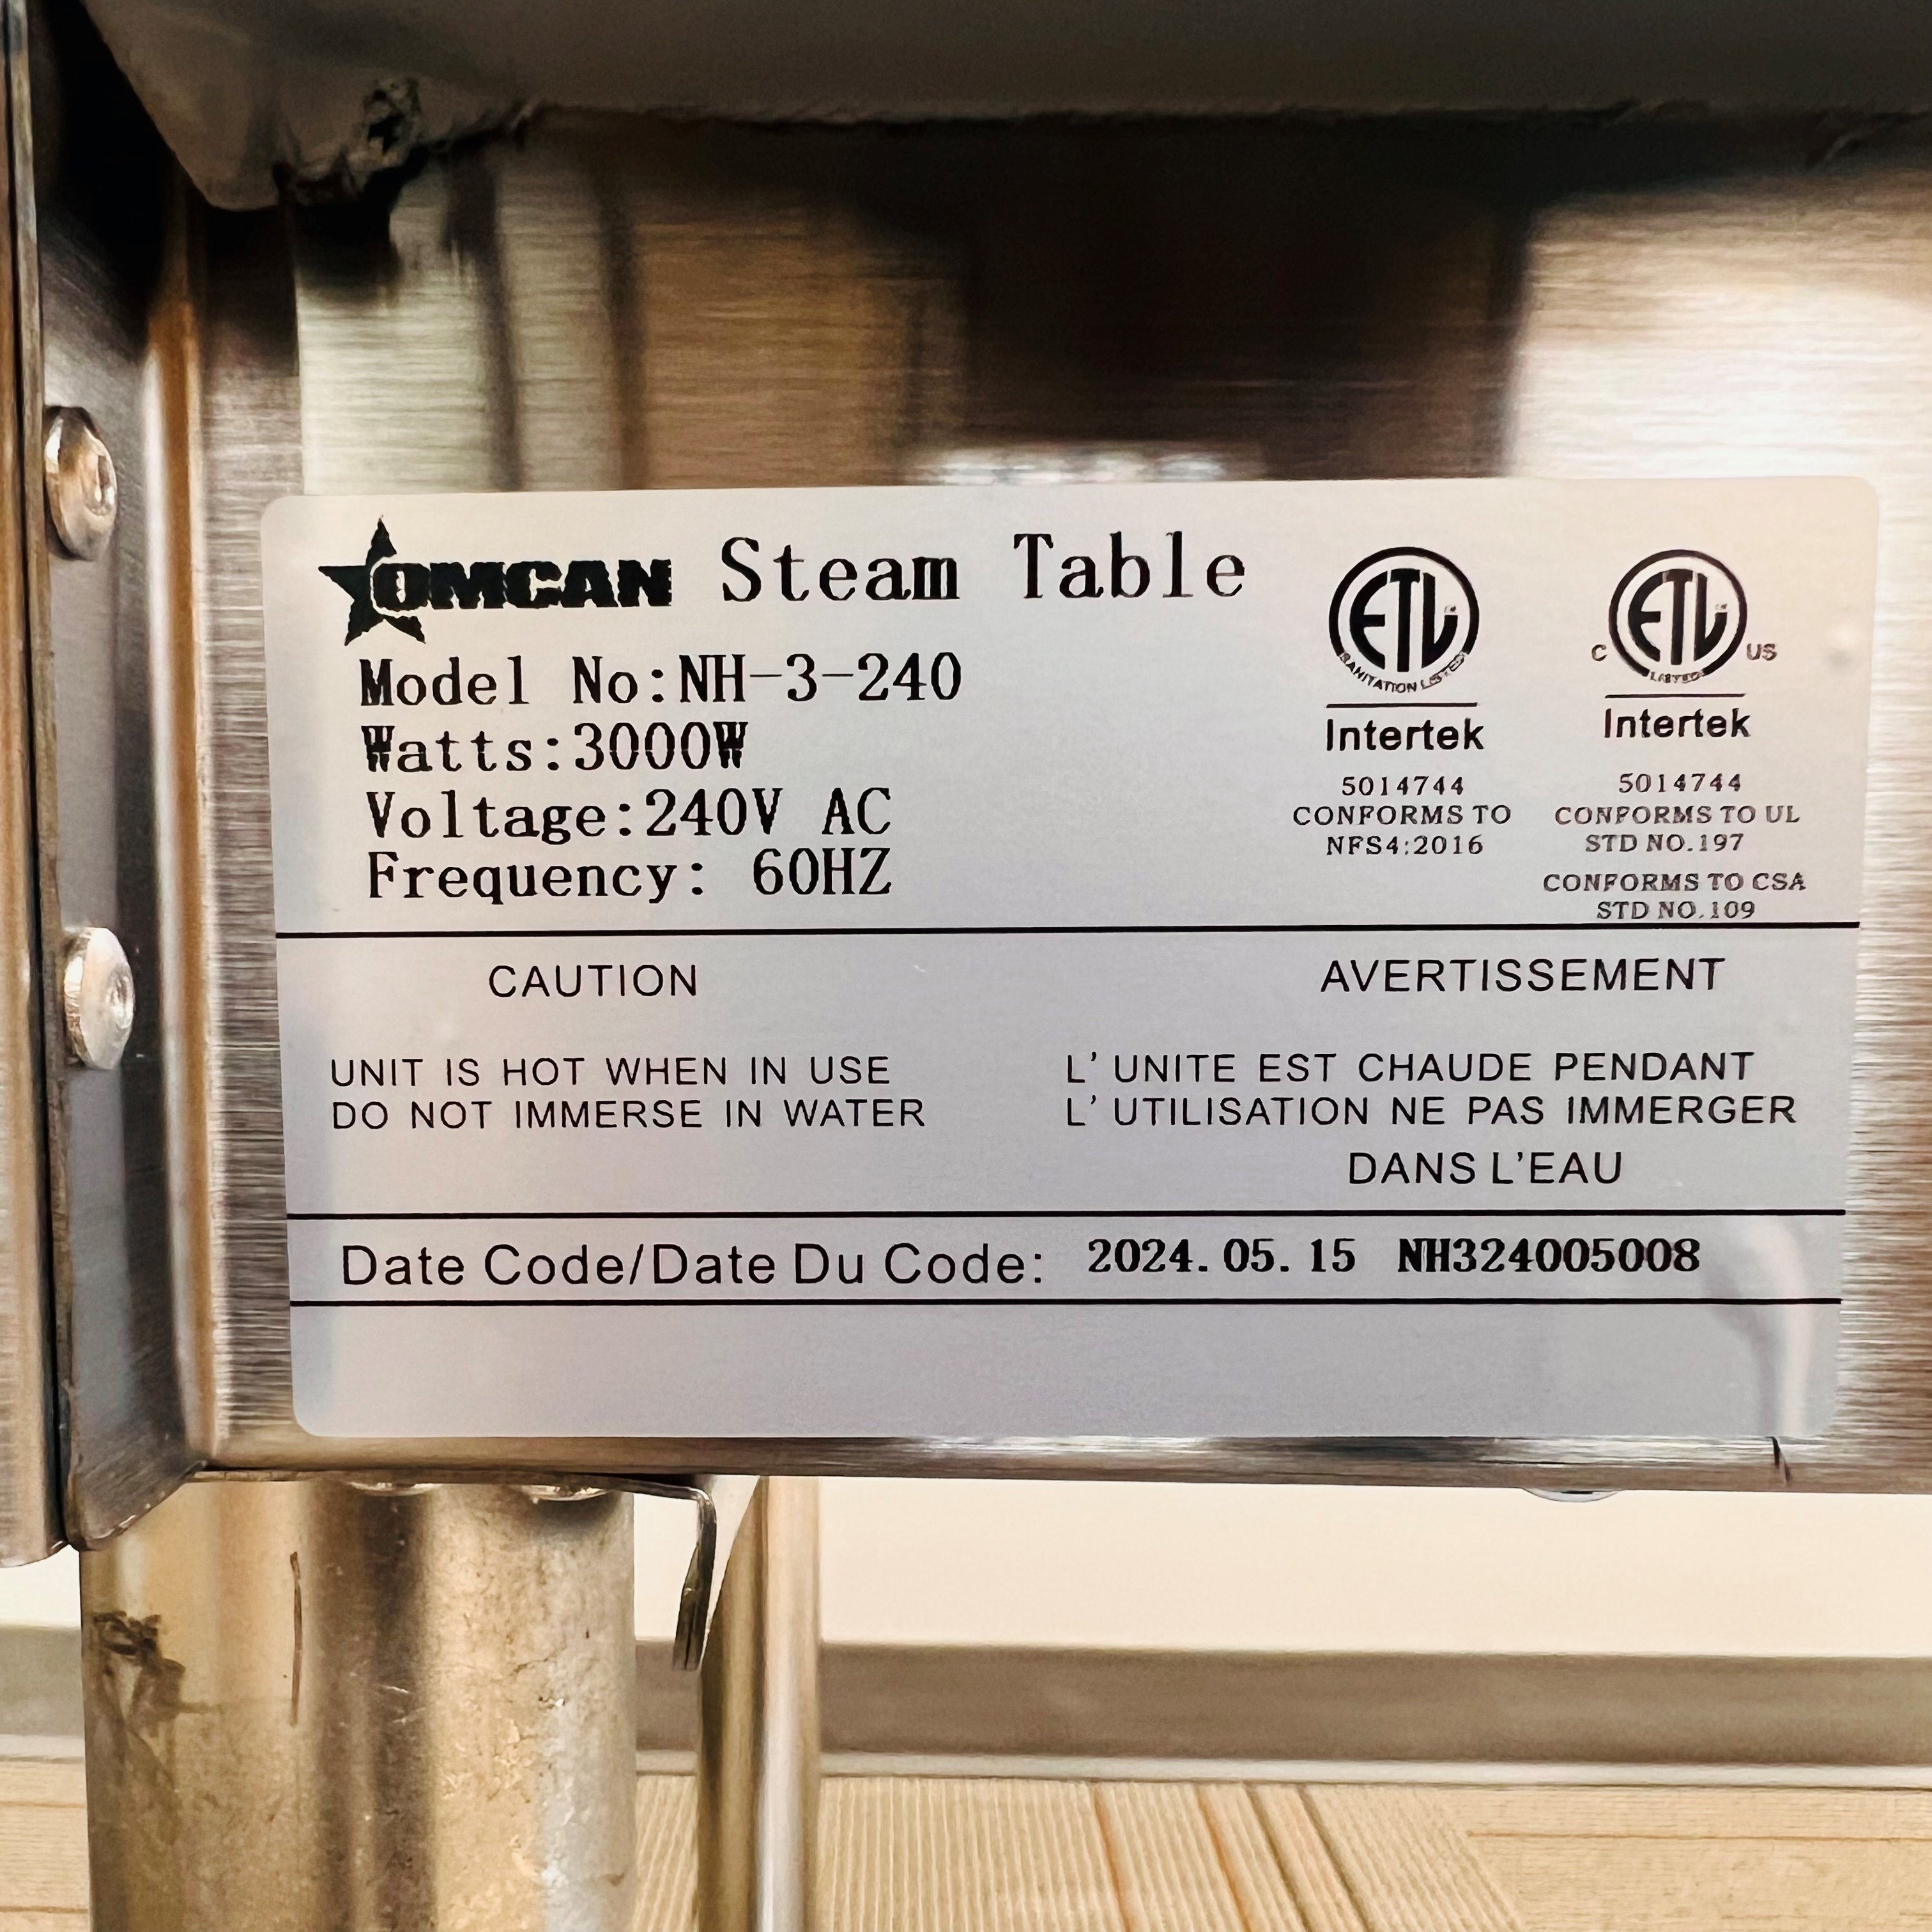 OMCAN Steam Table
Model No:NH-3-240
Watts:3000W
Voltage:240V AC
Frequency: 60HZ
ETL
SANITATION LISTED
Intertek
5014744
CONFORMS TO
NFS4:2016
C ETL US
LISTED
Intertek
5014744
CONFORMS TO UL
STD NO.197
CONFORMS TO CSA
STD NO.109
CAUTION
UNIT IS HOT WHEN IN USE
DO NOT IMMERSE IN WATER
AVERTISSEMENT
L' UNITE EST CHAUDE PENDANT
L' UTILISATION NE PAS IMMERGER
DANS L'EAU
Date Code/Date Du Code: 2024.05.15 NH324005008